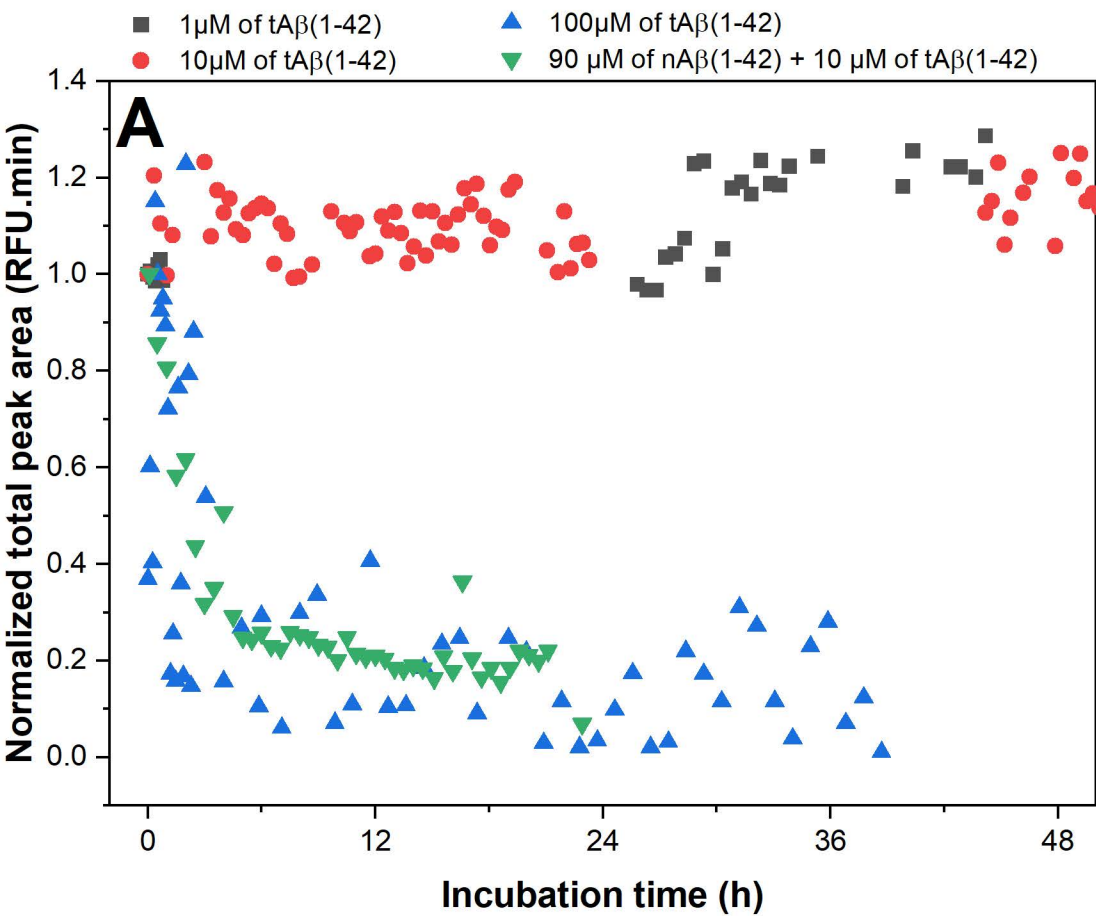 1μM of tAβ(1-42)
100μM of tAβ(1-42)
10μM of tAβ(1-42)
90 μM of nAβ(1-42) + 10 μM of tAβ(1-42)
A
Normalized total peak area (RFU.min)
1.4
1.2
1.0
0.8
0.6
0.4
0.2
0.0
0 12 24 36 48
Incubation time (h)